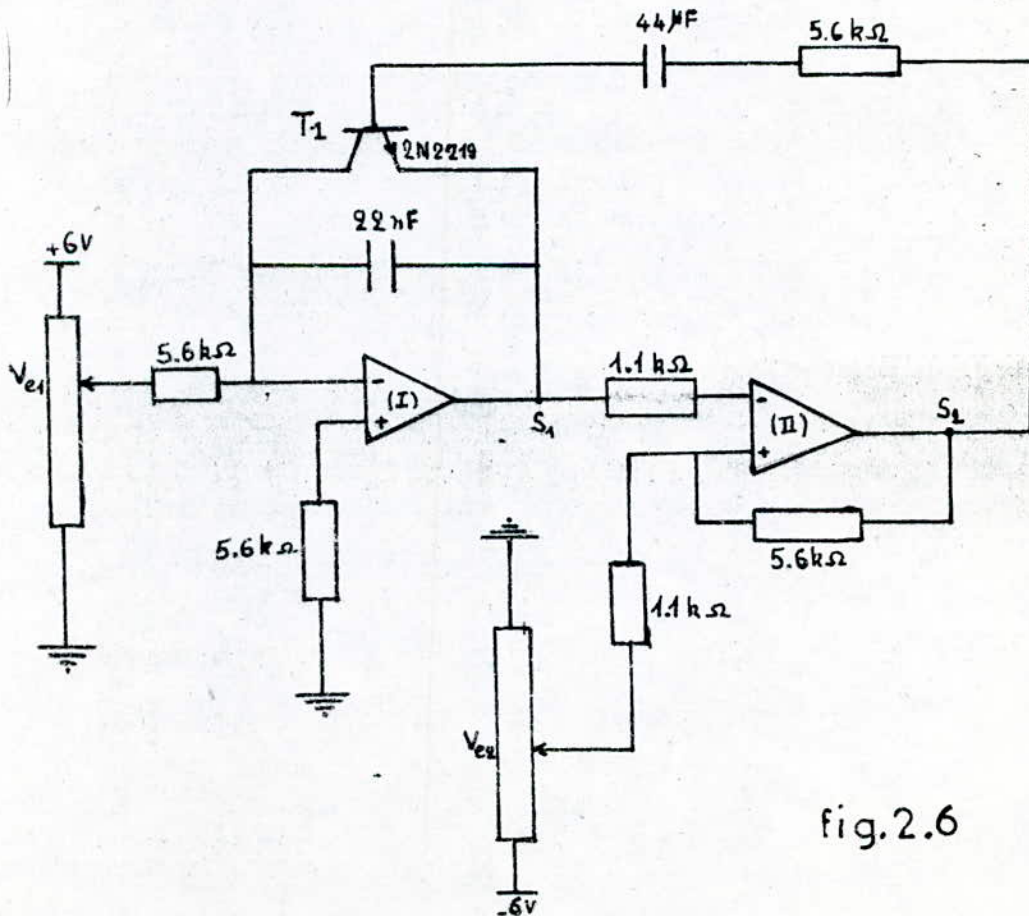 44µF
5.6kΩ
T1
2N2219
22nF
+6V
Ve1
5.6kΩ
(I)
-
+
S1
1.1kΩ
(II)
-
+
S2
5.6kΩ
5.6kΩ
1.1kΩ
Ve2
-6V
fig.2.6